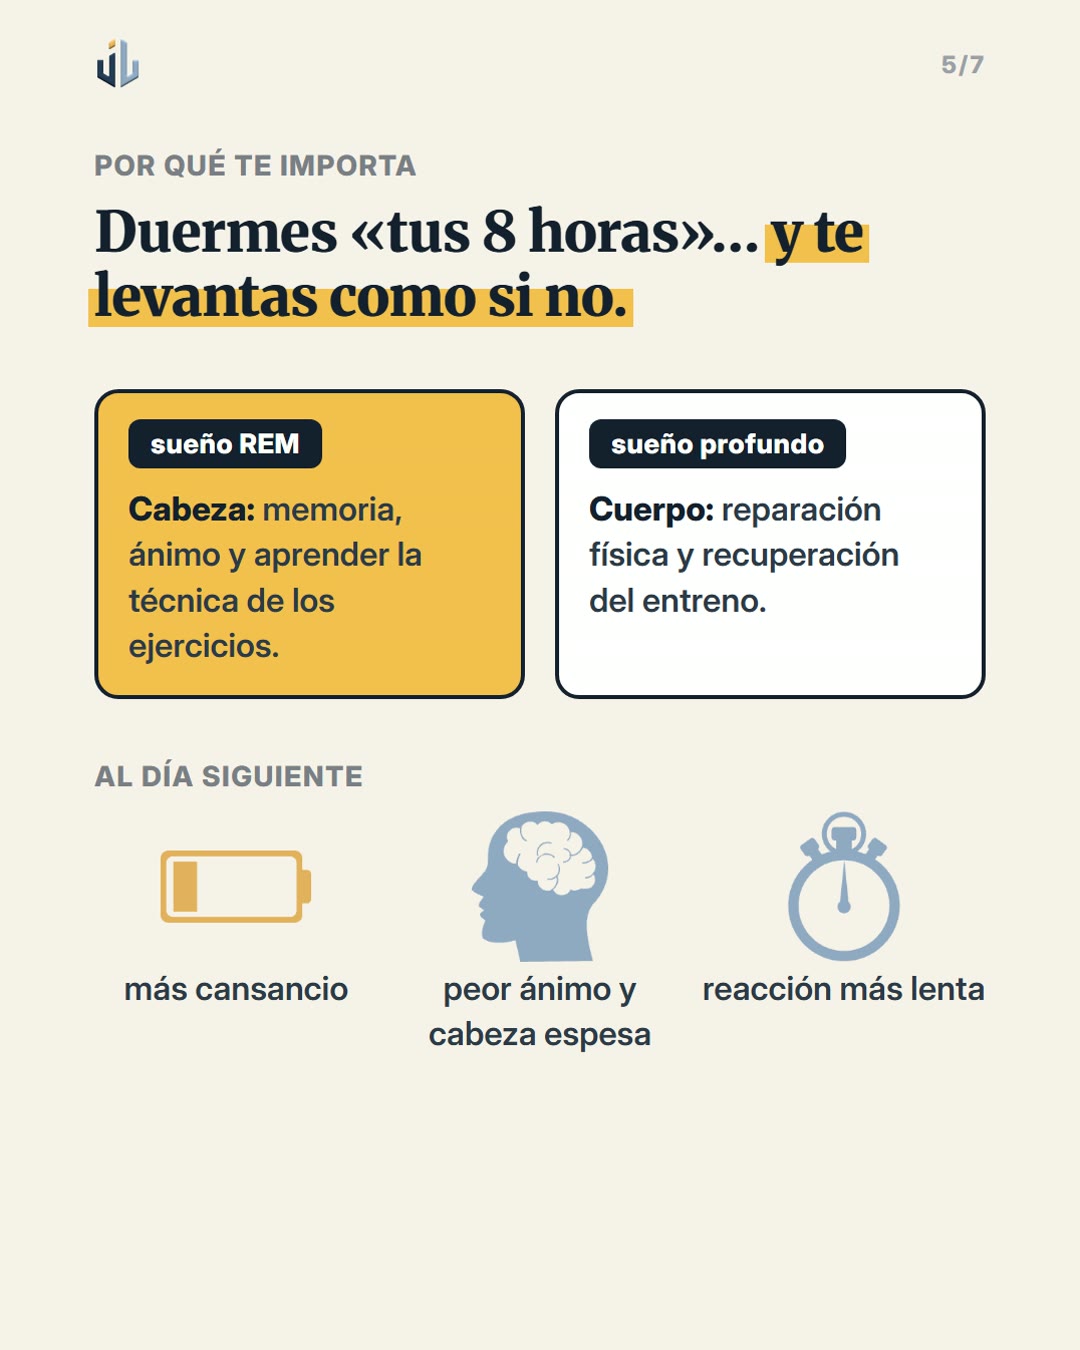 5/7
POR QUÉ TE IMPORTA
Duermes «tus 8 horas»... y te
levantas como si no.
sueño REM
Cabeza: memoria,
ánimo y aprender la
técnica de los
ejercicios.
sueño profundo
Cuerpo: reparación
física y recuperación
del entreno.
AL DÍA SIGUIENTE
más cansancio
peor ánimo y
cabeza espesa
reacción más lenta